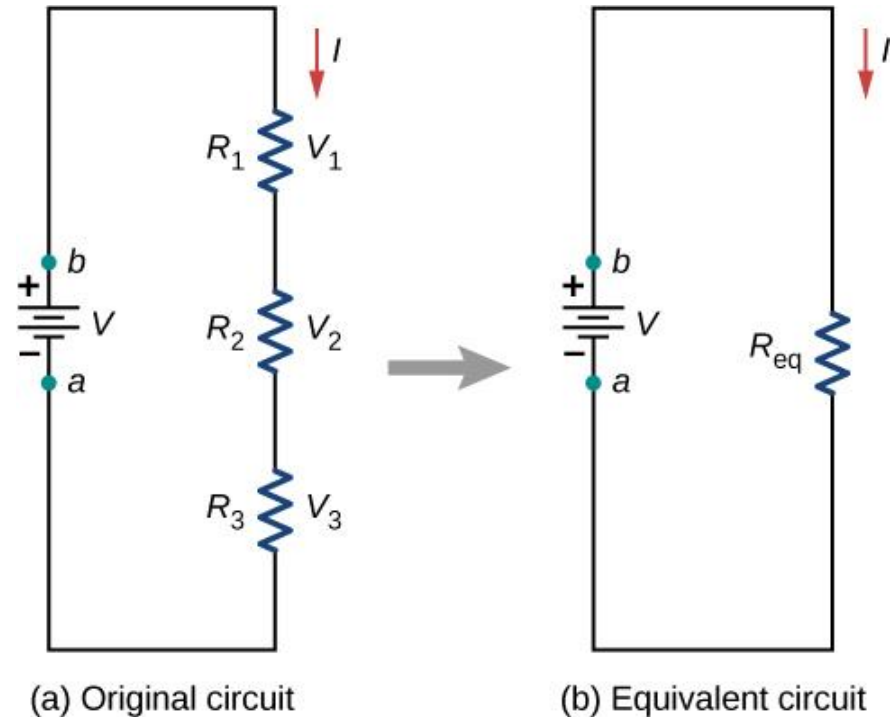 I
R1 V1
b
+
V
R2 V2
−
a
R3 V3
(a) Original circuit
I
b
+
V
Req
−
a
(b) Equivalent circuit